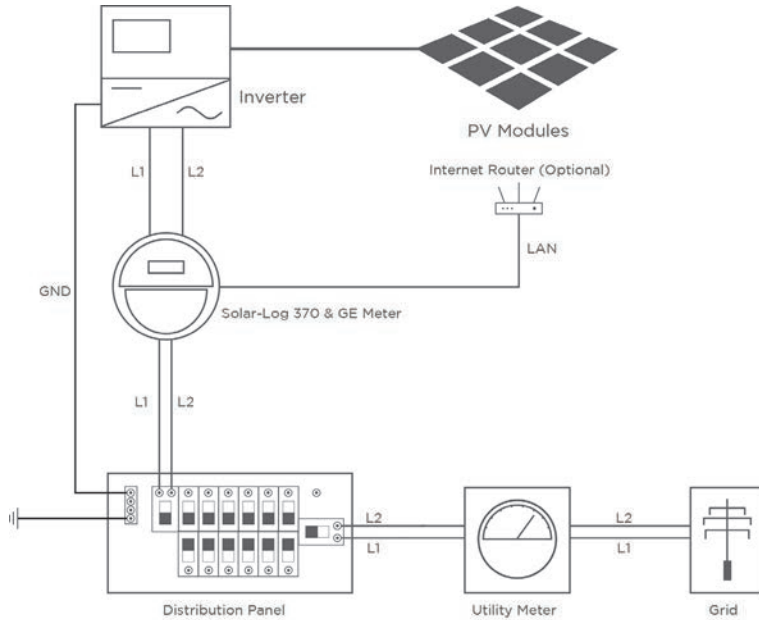 Inverter
PV Modules
L1
L2
Internet Router (Optional)
LAN
GND
Solar-Log 370 & GE Meter
L1
L2
L2
L1
L2
L1
Distribution Panel
Utility Meter
Grid